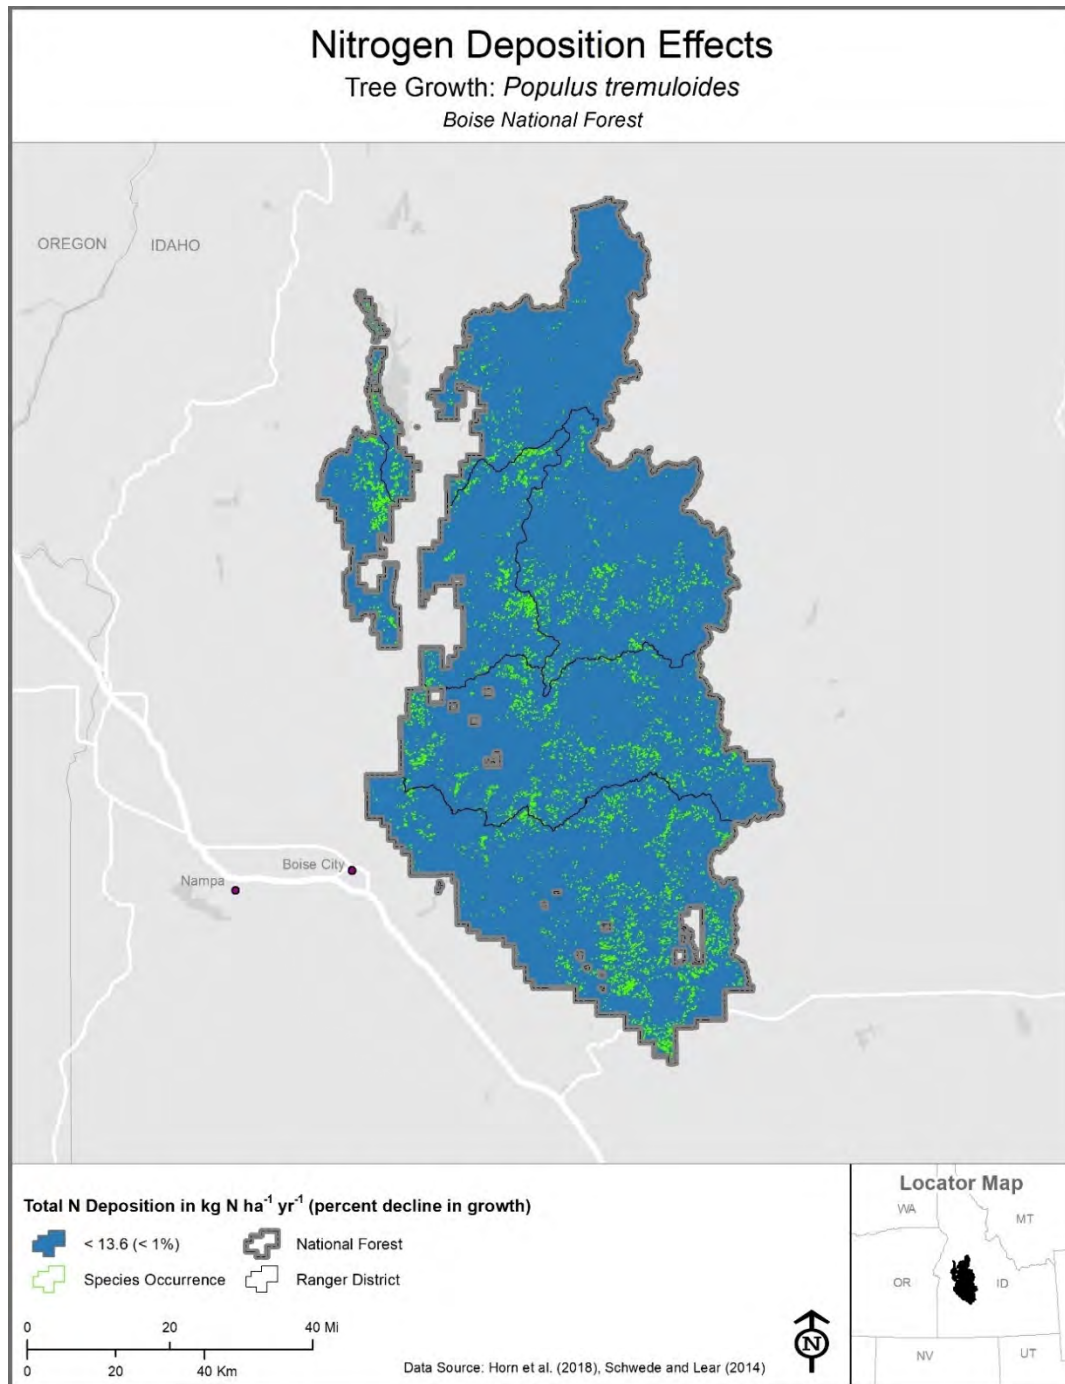 Nitrogen Deposition Effects
Tree Growth: Populus tremuloides
Boise National Forest
OREGON
IDAHO
Boise City
Nampa
Total N Deposition in kg N ha⁻¹ yr⁻¹ (percent decline in growth)
< 13.6 (< 1%)
National Forest
Species Occurrence
Ranger District
0 20 40 Mi
0 20 40 Km
N
Data Source: Horn et al. (2018), Schwede and Lear (2014)
Locator Map
WA
MT
OR
ID
NV
UT